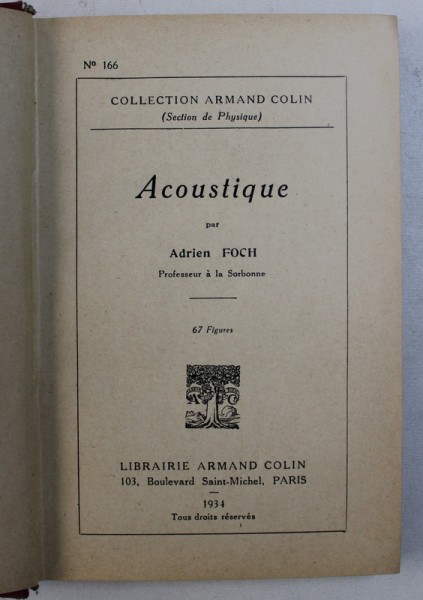 Nº 166
COLLECTION ARMAND COLIN
(Section de Physique)
Acoustique
par
Adrien FOCH
Professeur à la Sorbonne
67 Figures
A C
LIBRAIRIE ARMAND COLIN
103, Boulevard Saint-Michel, PARIS
1934
Tous droits réservés